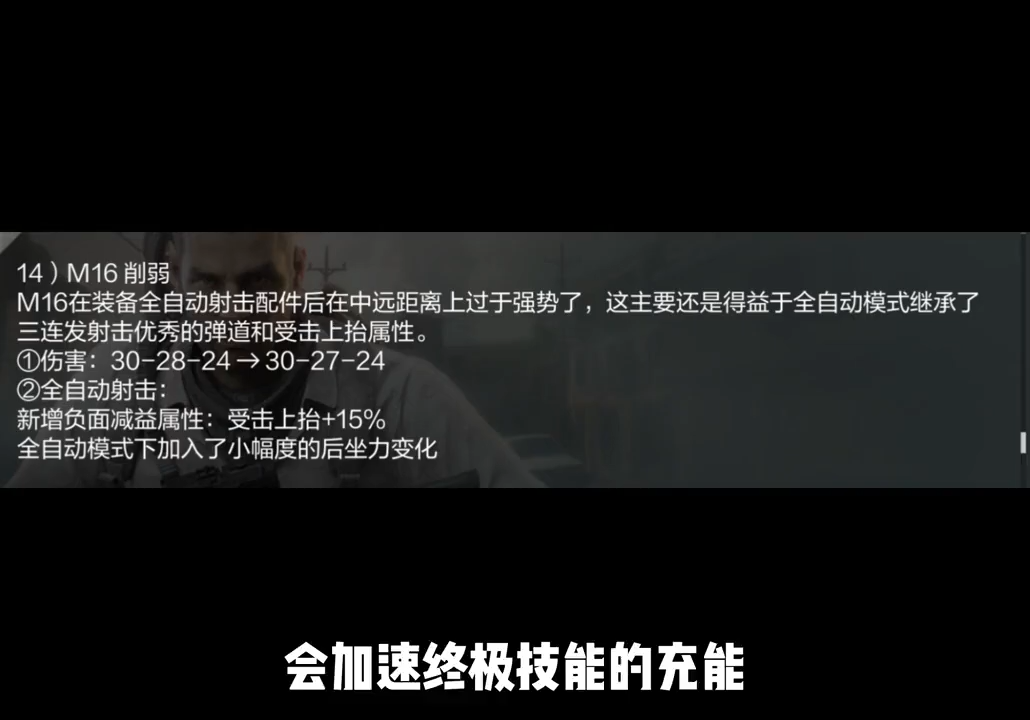 14）M16 削弱
M16在装备全自动射击配件后在中远距离上过于强势了，这主要还是得益于全自动模式继承了
三连发射击优秀的弹道和受击上抬属性。
①伤害：30-28-24→30-27-24
②全自动射击：
新增负面减益属性：受击上抬+15%
全自动模式下加入了小幅度的后坐力变化
会加速终极技能的充能